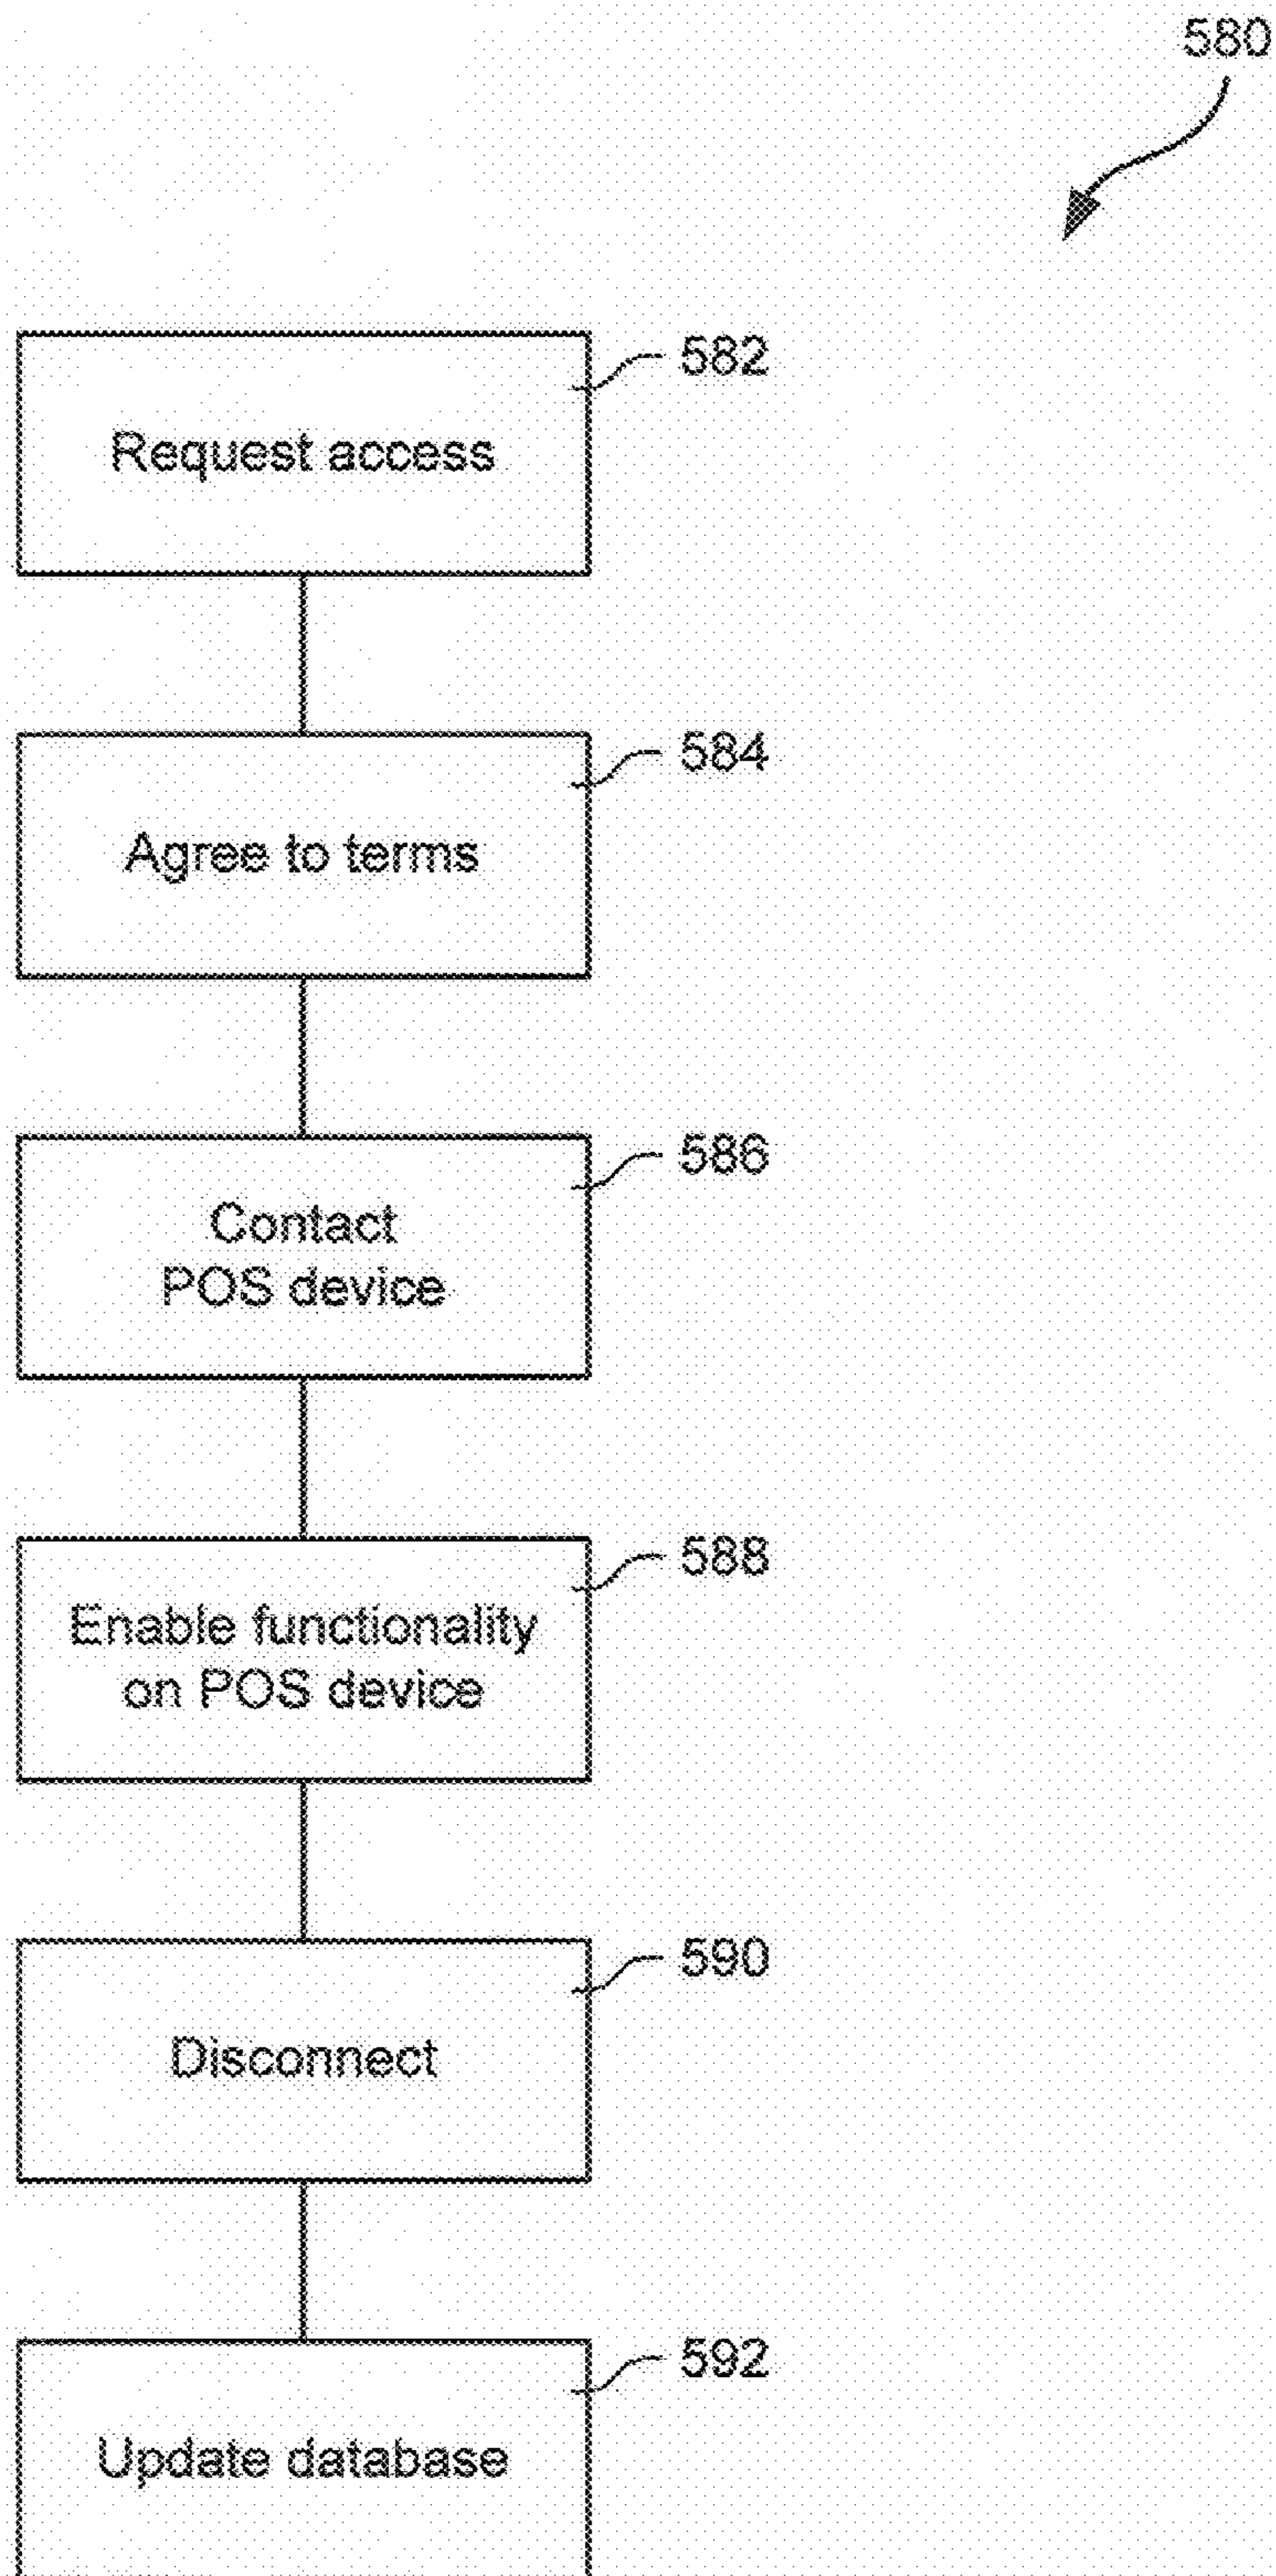 580
582
Request access
584
Agree to terms
586
Contact
POS device
588
Enable functionality
on POS device
590
Disconnect
592
Update database